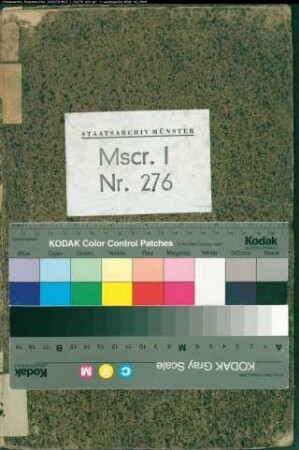 STAATSARCHIV MÜNSTER
Mscr. I
Nr. 276
KODAK Color Control Patches
Kodak
Blue Cyan Green Yellow Red Magenta White 3/Color Black
A 1 2 3 4 5 6 M 8 9 10 11 12 13 14 15 B 17 18 19
KODAK Gray Scale
C Y M
Kodak